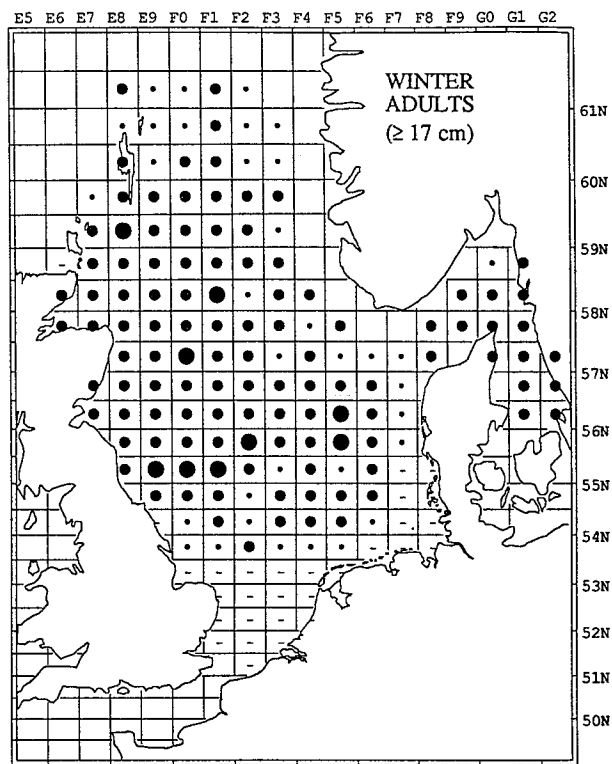 E5 E6 E7 E8 E9 F0 F1 F2 F3 F4 F5 F6 F7 F8 F9 G0 G1 G2
WINTER
ADULTS
(≥ 17 cm)
61N
60N
59N
58N
57N
56N
55N
54N
53N
52N
51N
50N